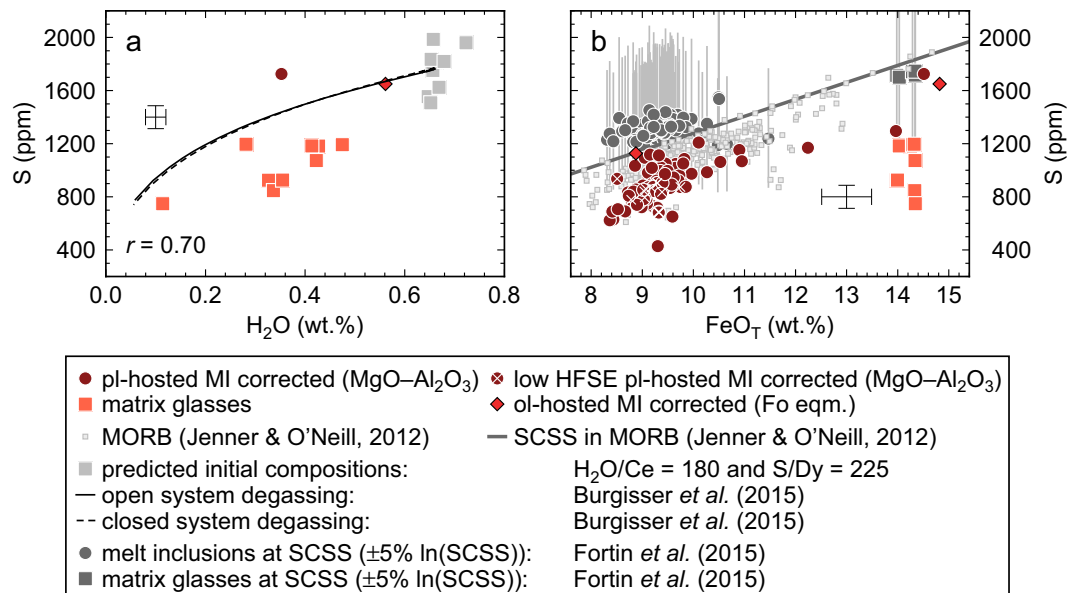 a
b
2000
1600
1200
800
400
S (ppm)
r = 0.70
0.0 0.2 0.4 0.6 0.8
H₂O (wt.%)
2000
1600
1200
800
400
S (ppm)
8 9 10 11 12 13 14 15
FeO_T (wt.%)
pl-hosted MI corrected (MgO–Al₂O₃) low HFSE pl-hosted MI corrected (MgO–Al₂O₃)
matrix glasses ol-hosted MI corrected (Fo eqm.)
MORB (Jenner & O'Neill, 2012) SCSS in MORB (Jenner & O'Neill, 2012)
predicted initial compositions: H₂O/Ce = 180 and S/Dy = 225
open system degassing: Burgisser et al. (2015)
closed system degassing: Burgisser et al. (2015)
melt inclusions at SCSS (±5% ln(SCSS)): Fortin et al. (2015)
matrix glasses at SCSS (±5% ln(SCSS)): Fortin et al. (2015)